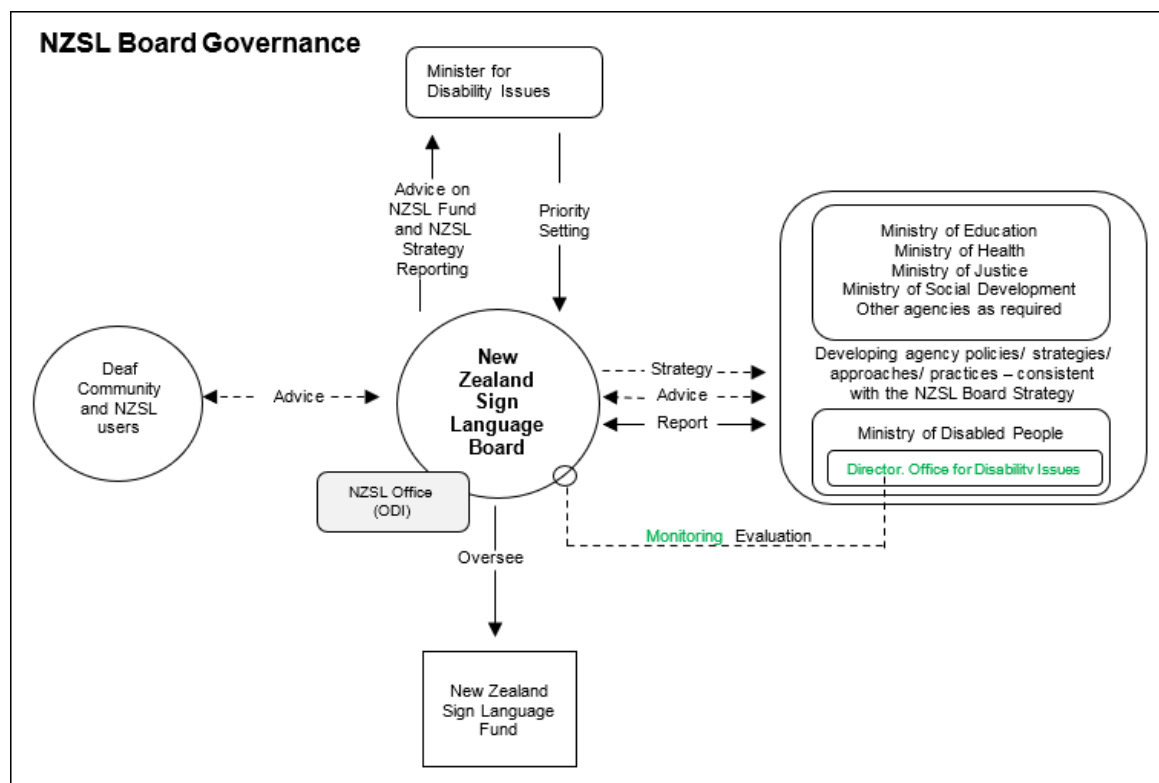 NZSL Board Governance
Minister for
Disability Issues
Advice on
NZSL Fund
and NZSL
Strategy
Reporting
Priority
Setting
Ministry of Education
Ministry of Health
Ministry of Justice
Ministry of Social Development
Other agencies as required
Developing agency policies/ strategies/
approaches/ practices – consistent
with the NZSL Board Strategy
Ministry of Disabled People
Director, Office for Disability Issues
Deaf
Community
and NZSL
users
Advice
New
Zealand
Sign
Language
Board
Strategy
Advice
Report
NZSL Office
(ODI)
Monitoring Evaluation
Oversee
New Zealand
Sign Language
Fund